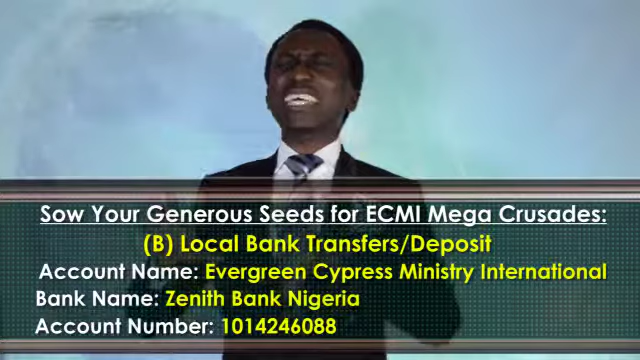 Sow Your Generous Seeds for ECMI Mega Crusades:
(B) Local Bank Transfers/Deposit
Account Name: Evergreen Cypress Ministry International
Bank Name: Zenith Bank Nigeria
Account Number: 1014246088